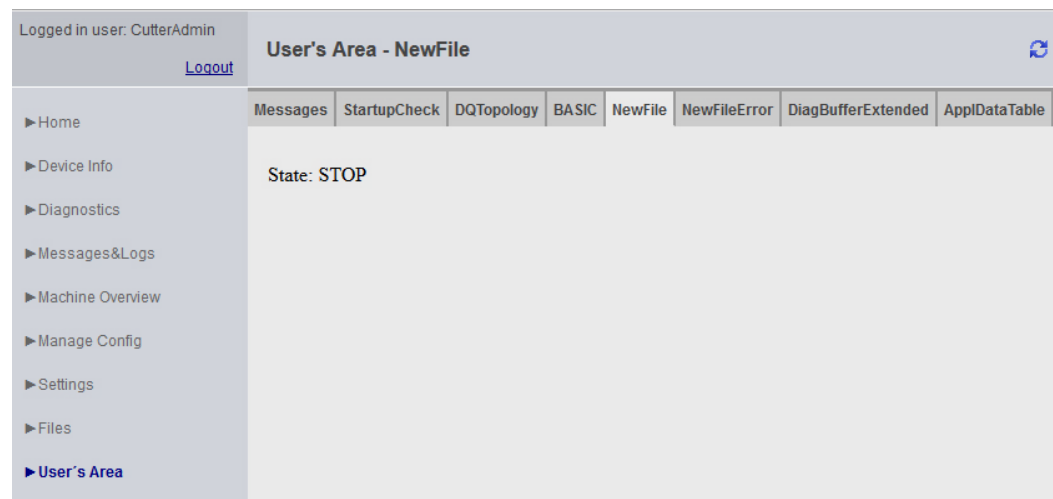 Logged in user: CutterAdmin
Logout
User's Area - NewFile
Messages StartupCheck DQTopology BASIC NewFile NewFileError DiagBufferExtended ApplDataTable
State: STOP
►Home
►Device Info
►Diagnostics
►Messages&Logs
►Machine Overview
►Manage Config
►Settings
►Files
►User´s Area